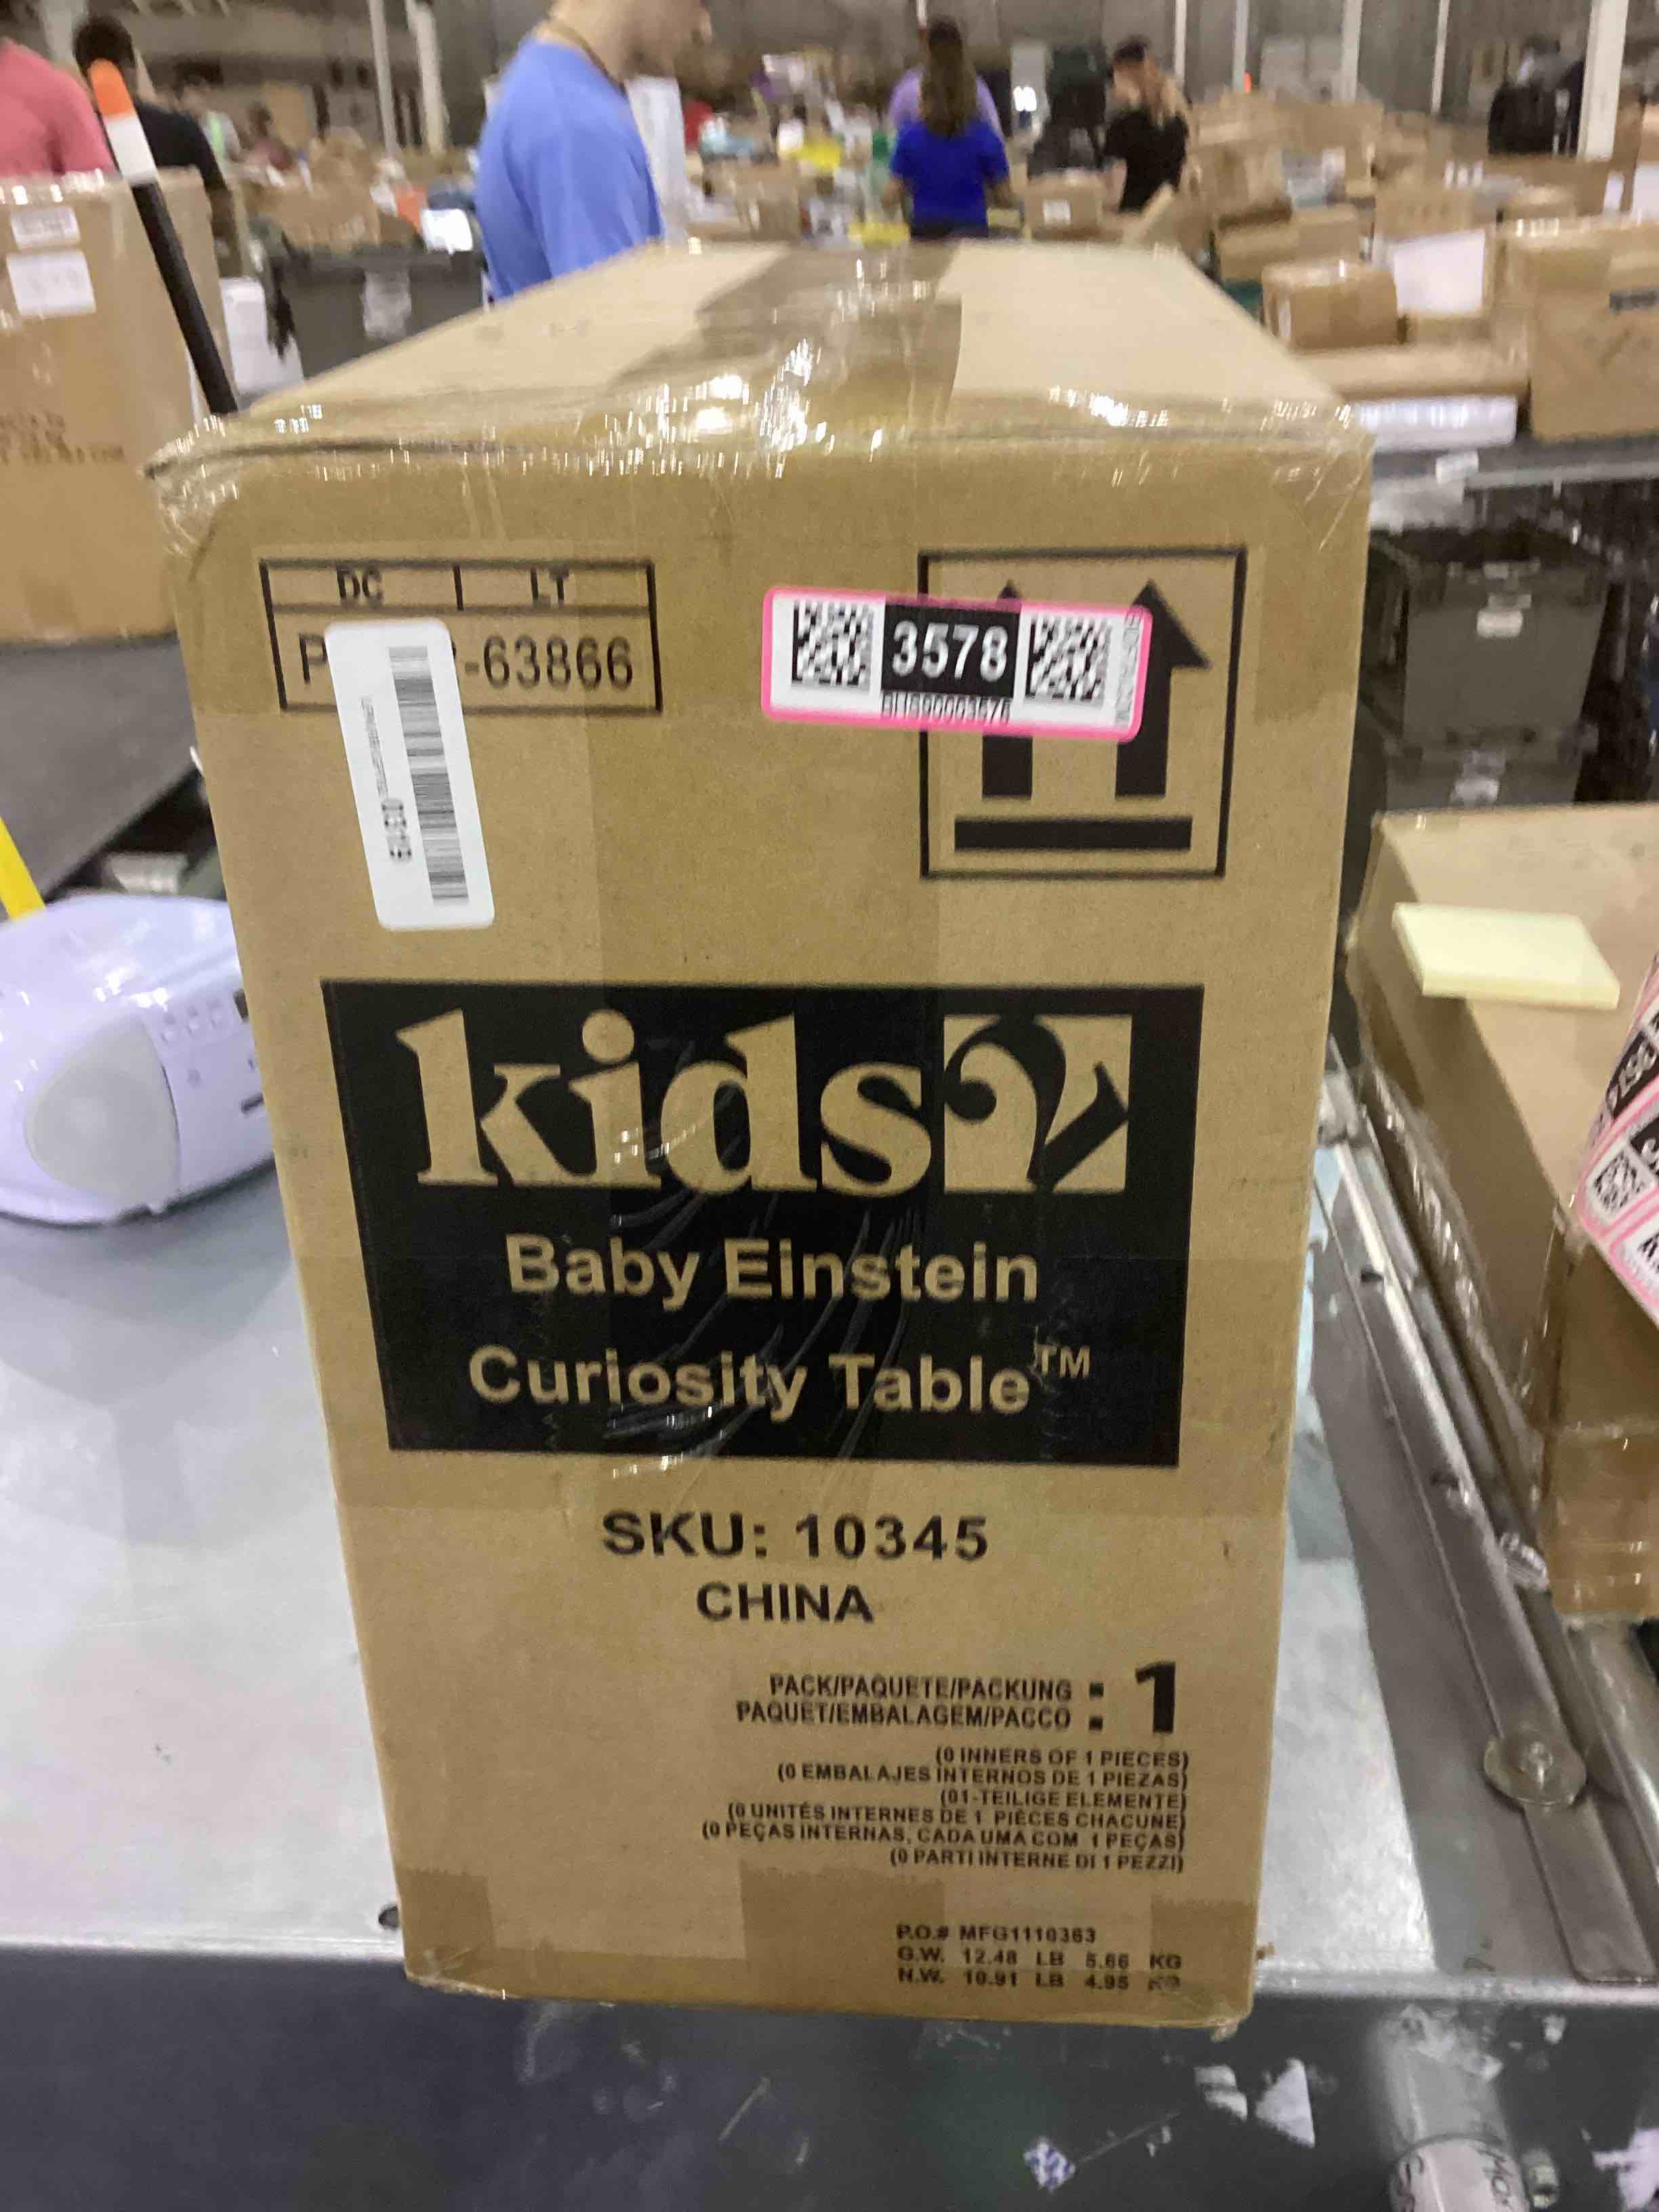 DC LT
-63866
3578
kids2
Baby Einstein
Curiosity Table™
SKU: 10345
CHINA
PACK/PAQUETE/PACKUNG : 1
PAQUET/EMBALAGEM/PACCO
(0 INNERS OF 1 PIECES)
(0 EMBALAJES INTERNOS DE 1 PIEZAS)
(01-TEILIGE ELEMENTE)
(0 UNITÉS INTERNES DE 1 PIÈCES CHACUNE)
(0 PEÇAS INTERNAS, CADA UMA COM 1 PEÇAS)
(0 PARTI INTERNE DI 1 PEZZI)
P.O.# MFG1110363
G.W. 12.48 LB 5.66 KG
N.W. 10.91 LB 4.95 KG